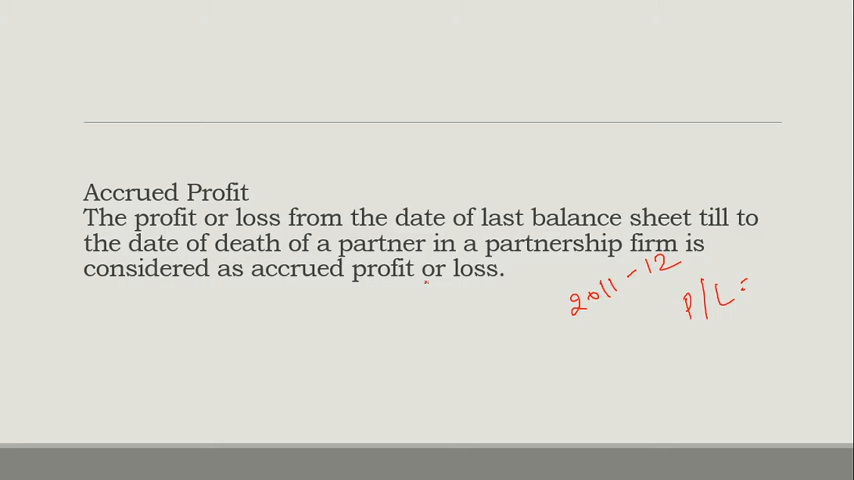 Accrued Profit
The profit or loss from the date of last balance sheet till to
the date of death of a partner in a partnership firm is
considered as accrued profit or loss.
2011-12
P/L: